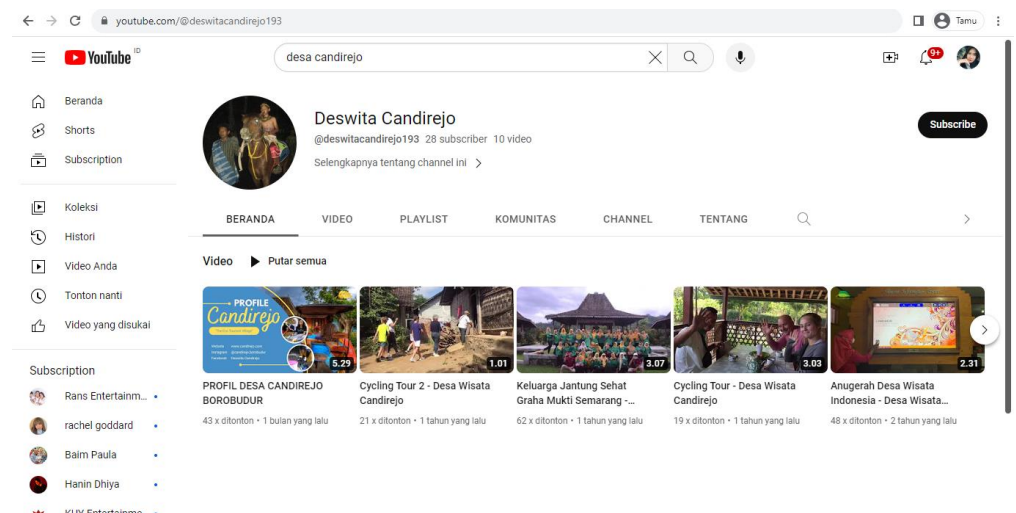 youtube.com/@deswitacandirejo193
Tamu
YouTube ID
desa candirejo
9+
Beranda
Shorts
Subscription
Koleksi
Histori
Video Anda
Tonton nanti
Video yang disukai
Subscription
Rans Entertainm...
rachel goddard
Baim Paula
Hanin Dhiya
KUY Entertainme...
Deswita Candirejo
@deswitacandirejo193 28 subscriber 10 video
Selengkapnya tentang channel ini
Subscribe
BERANDA VIDEO PLAYLIST KOMUNITAS CHANNEL TENTANG
Video Putar semua
PROFILE
Candirejo
5.29
PROFIL DESA CANDIREJO
BOROBUDUR
43 x ditonton • 1 bulan yang lalu
1.01
Cycling Tour 2 - Desa Wisata
Candirejo
21 x ditonton • 1 tahun yang lalu
3.07
Keluarga Jantung Sehat
Graha Mukti Semarang -...
62 x ditonton • 1 tahun yang lalu
3.03
Cycling Tour - Desa Wisata
Candirejo
19 x ditonton • 1 tahun yang lalu
2.31
Anugerah Desa Wisata
Indonesia - Desa Wisata...
48 x ditonton • 2 tahun yang lalu